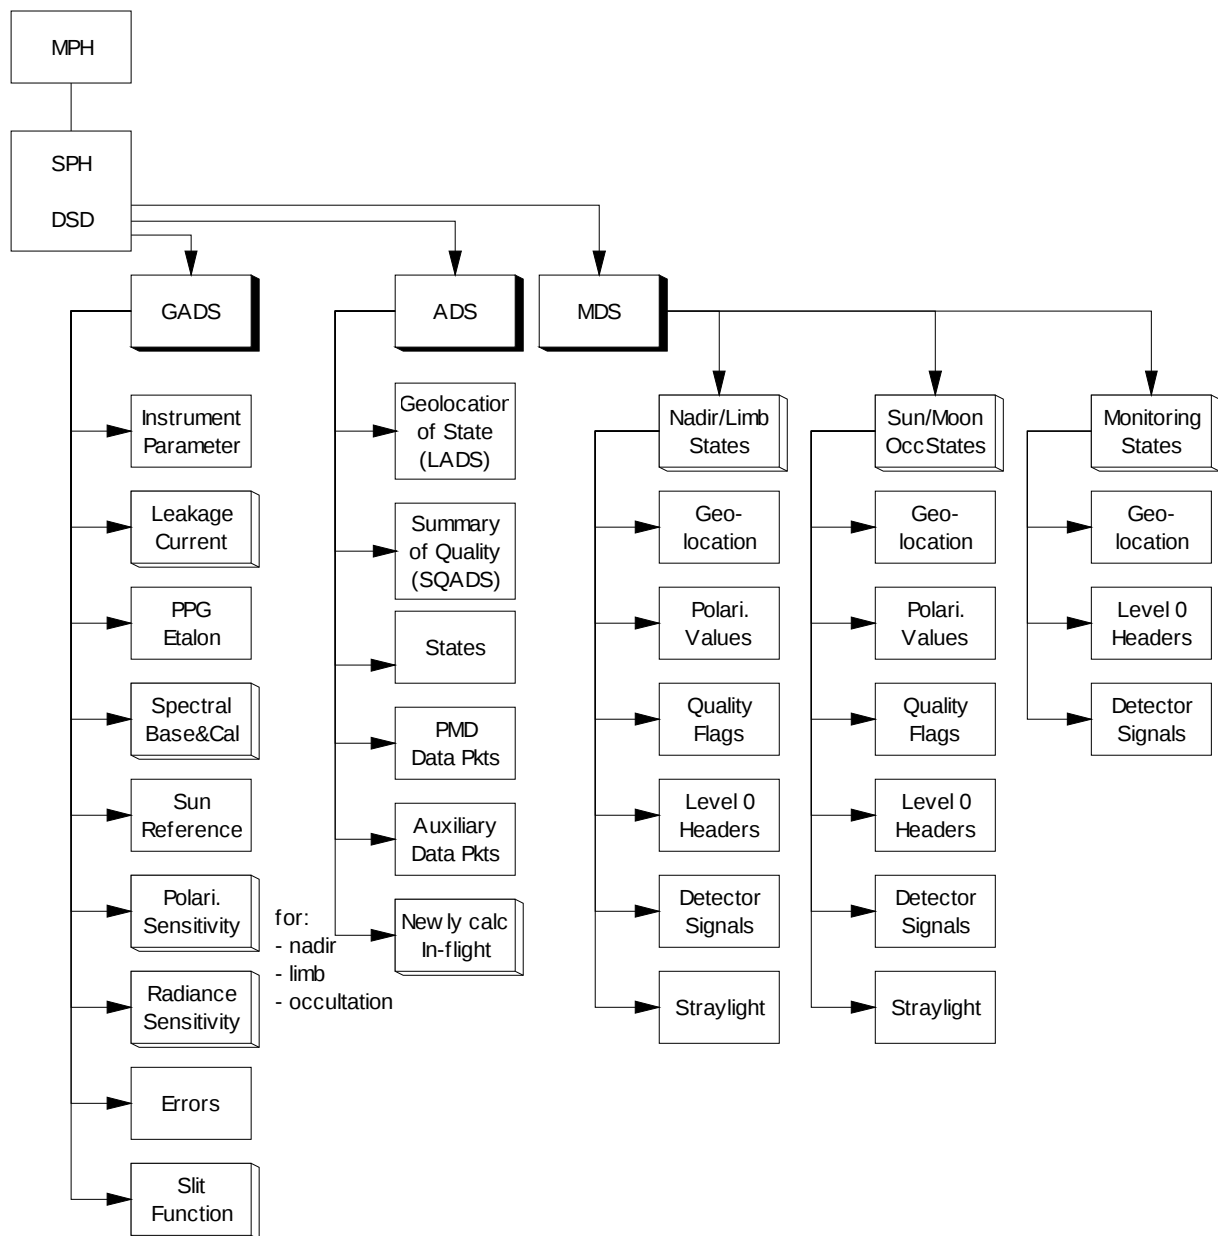 MPH
SPH
DSD
GADS
ADS
MDS
Instrument
Parameter
Leakage
Current
PPG
Etalon
Spectral
Base&Cal
Sun
Reference
Polari.
Sensitivity
Radiance
Sensitivity
for:
- nadir
- limb
- occultation
Errors
Slit
Function
Geolocation
of State
(LADS)
Summary
of Quality
(SQADS)
States
PMD
Data Pkts
Auxiliary
Data Pkts
Newly calc
In-flight
Nadir/Limb
States
Geo-
location
Polari.
Values
Quality
Flags
Level 0
Headers
Detector
Signals
Straylight
Sun/Moon
OccStates
Geo-
location
Polari.
Values
Quality
Flags
Level 0
Headers
Detector
Signals
Straylight
Monitoring
States
Geo-
location
Level 0
Headers
Detector
Signals